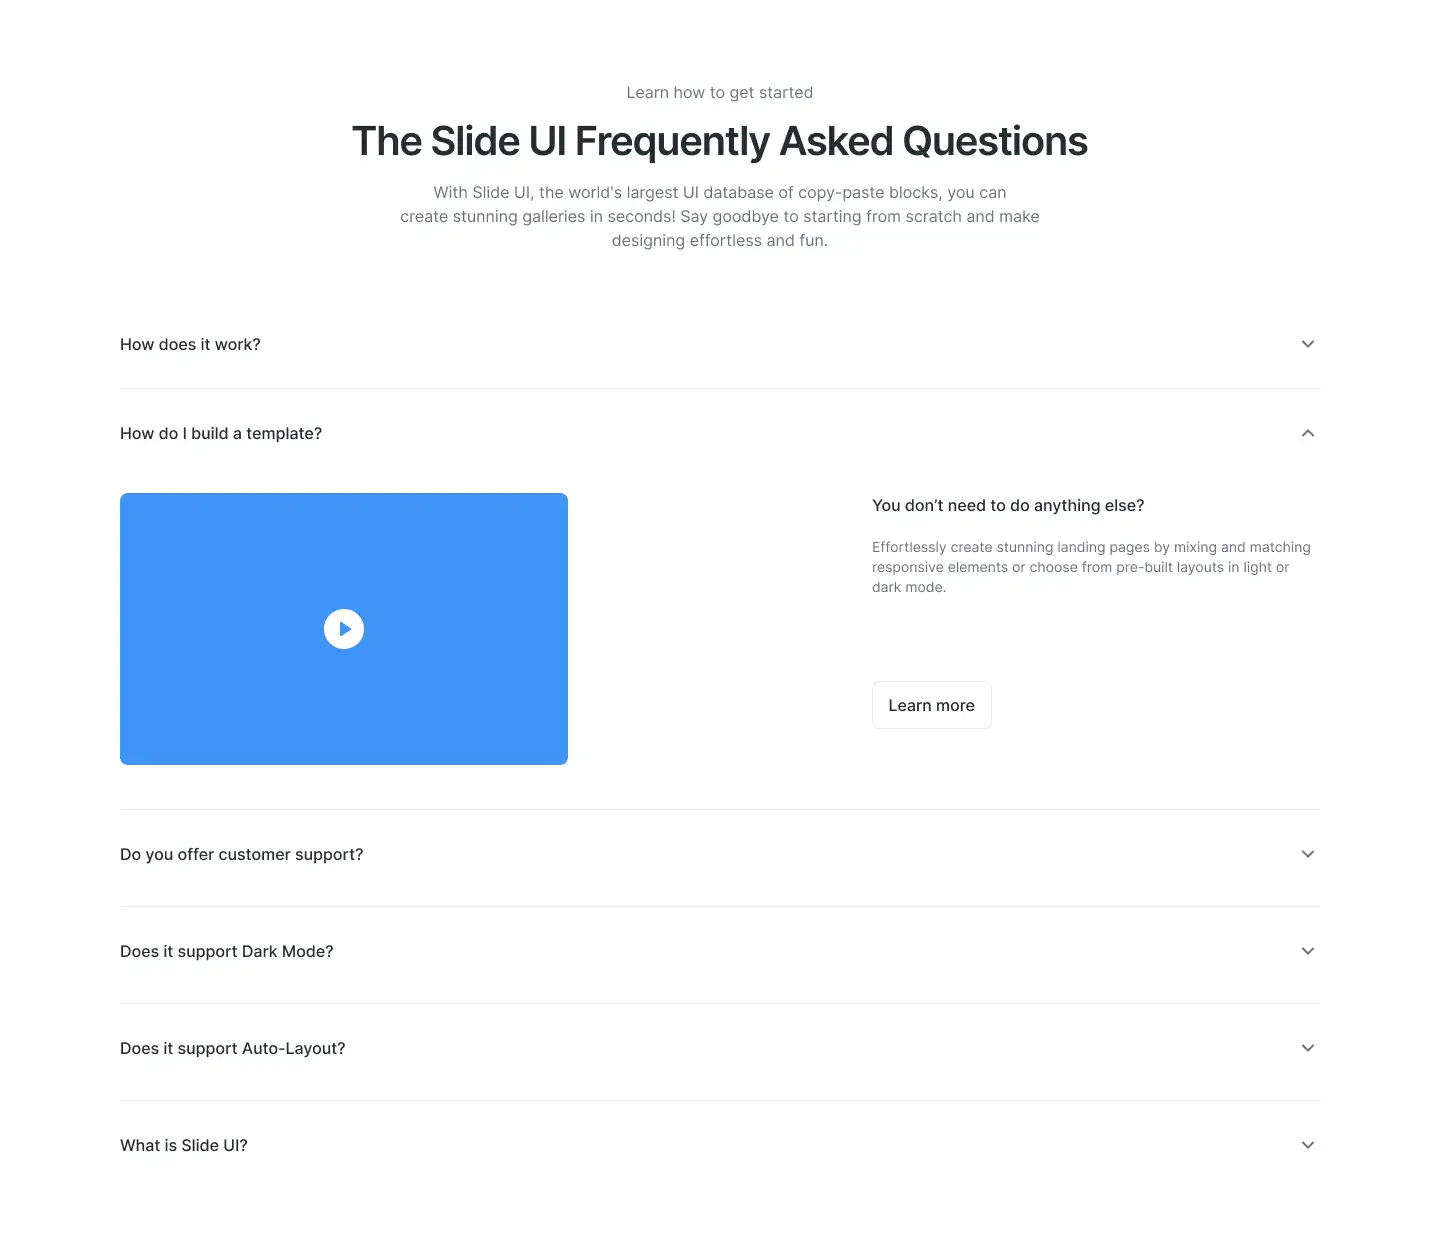 Learn how to get started
The Slide UI Frequently Asked Questions
With Slide UI, the world's largest UI database of copy-paste blocks, you can
create stunning galleries in seconds! Say goodbye to starting from scratch and make
designing effortless and fun.
How does it work?
How do I build a template?
You don’t need to do anything else?
Effortlessly create stunning landing pages by mixing and matching
responsive elements or choose from pre-built layouts in light or
dark mode.
Learn more
Do you offer customer support?
Does it support Dark Mode?
Does it support Auto-Layout?
What is Slide UI?